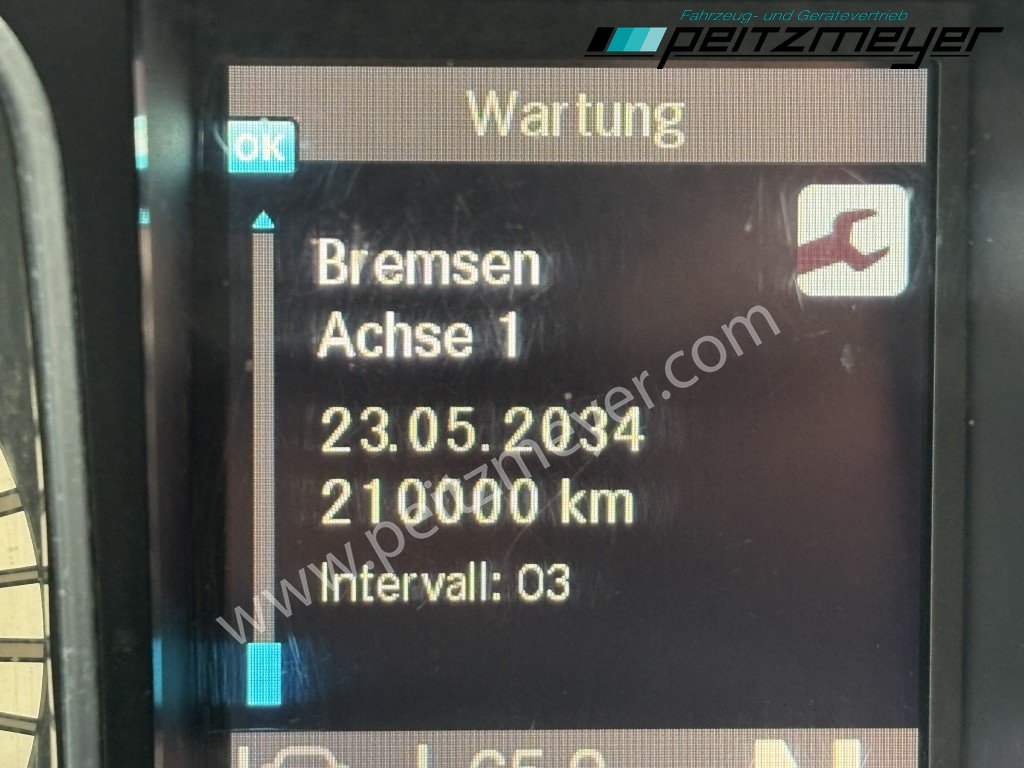 Fahrzeug- und Gerätevertrieb
peitzmeyer
Wartung
OK
Bremsen
Achse 1
23.05.2034
210000 km
Intervall: 03
www.peitzmeyer.com